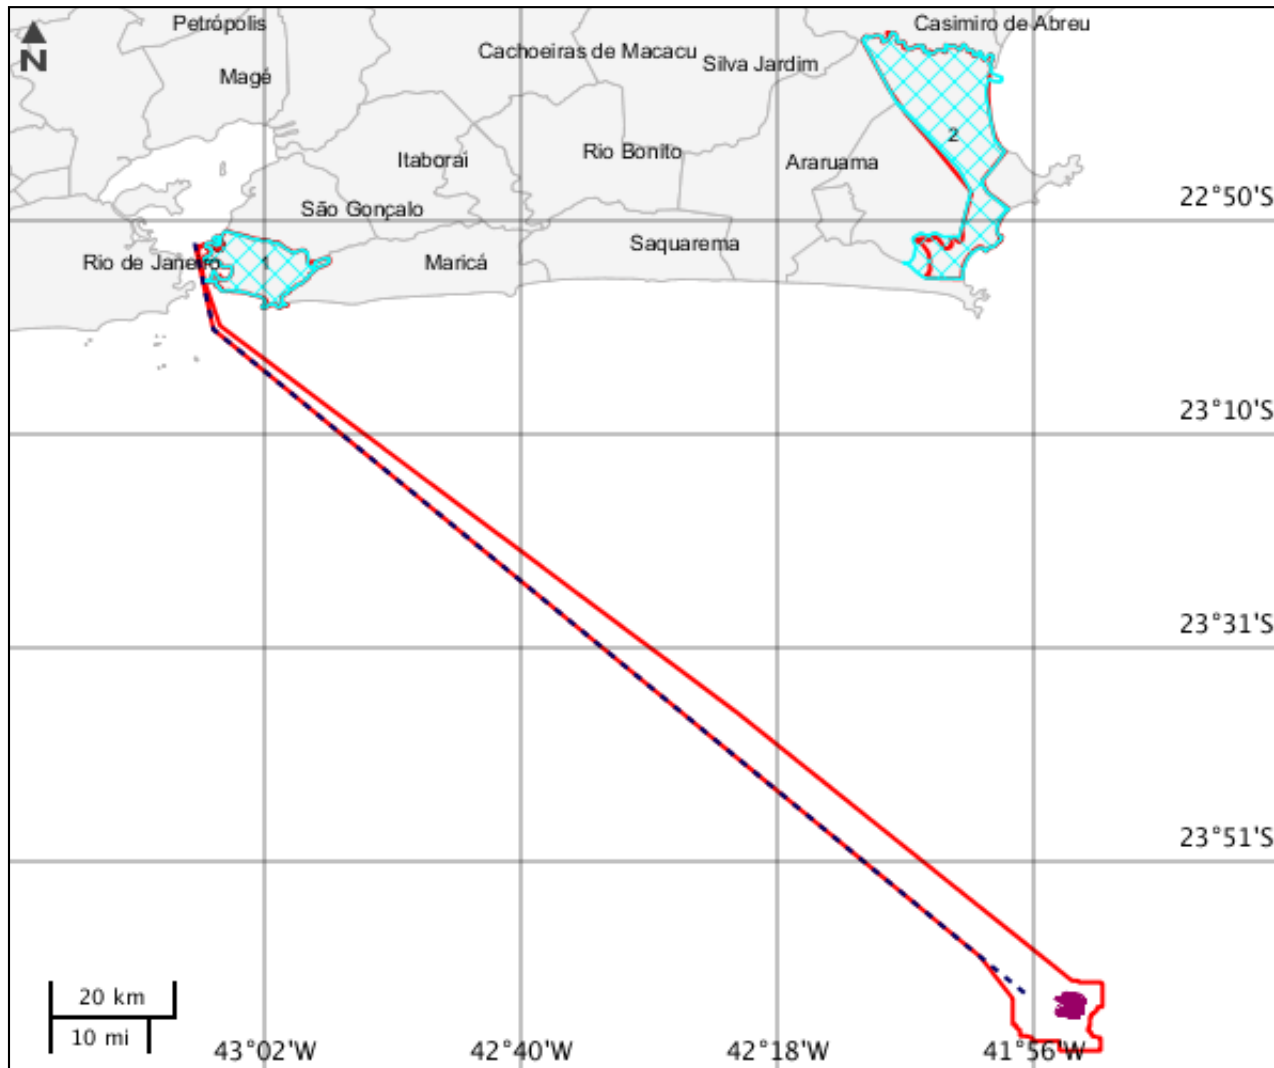 Petrópolis
Casimiro de Abreu
N
Cachoeiras de Macacu
Silva Jardim
Magé
2
Itaboraí
Rio Bonito
Araruama
22°50'S
São Gonçalo
Saquarema
Rio de Janeiro
1
Maricá
23°10'S
23°31'S
23°51'S
20 km
10 mi
43°02'W
42°40'W
42°18'W
41°56'W